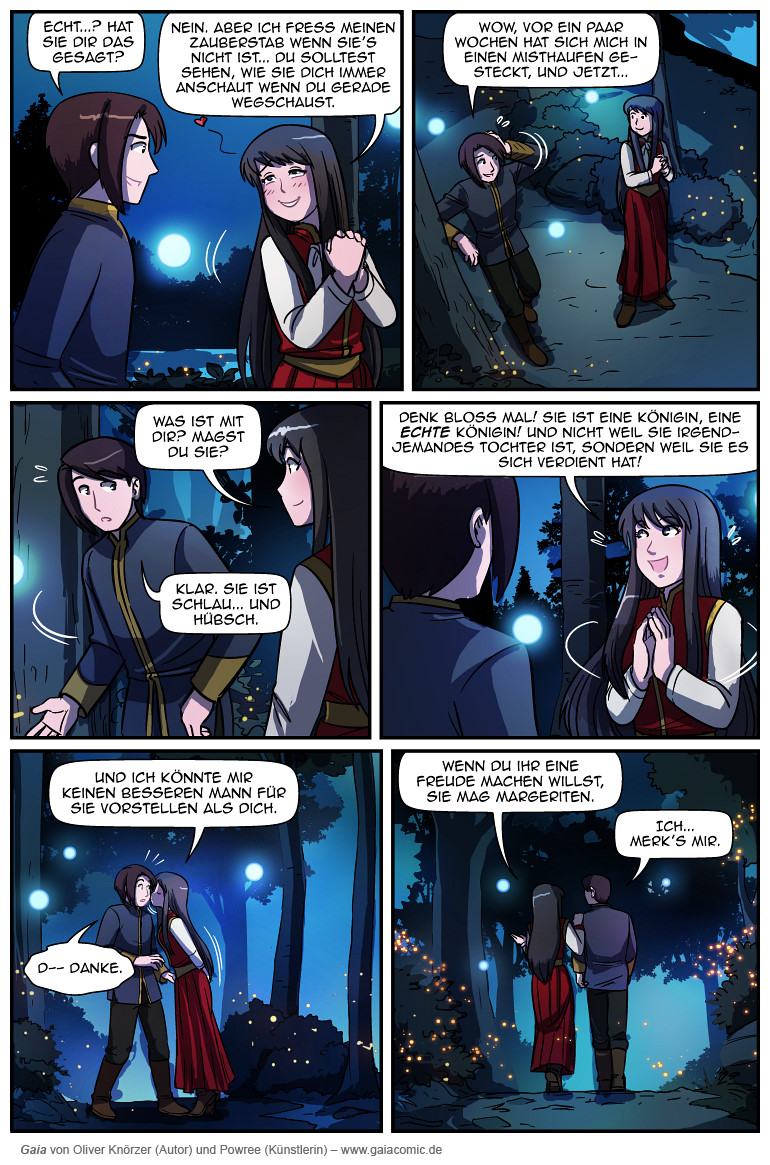 ECHT...? HAT
SIE DIR DAS
GESAGT?
NEIN. ABER ICH FRESS MEINEN
ZAUBERSTAB WENN SIE'S
NICHT IST... DU SOLLTEST
SEHEN, WIE SIE DICH IMMER
ANSCHAUT WENN DU GERADE
WEGSCHAUST.
WOW, VOR EIN PAAR
WOCHEN HAT SICH MICH IN
EINEN MISTHAUFEN GE-
STECKT, UND JETZT...
WAS IST MIT
DIR? MAGST
DU SIE?
KLAR. SIE IST
SCHLAU... UND
HÜBSCH.
DENK BLOSS MAL! SIE IST EINE KÖNIGIN, EINE
ECHTE KÖNIGIN! UND NICHT WEIL SIE IRGEND-
JEMANDES TOCHTER IST, SONDERN WEIL SIE ES
SICH VERDIENT HAT!
UND ICH KÖNNTE MIR
KEINEN BESSEREN MANN FÜR
SIE VORSTELLEN ALS DICH.
D-- DANKE.
WENN DU IHR EINE
FREUDE MACHEN WILLST,
SIE MAG MARGERITEN.
ICH...
MERK'S MIR.
Gaia von Oliver Knörzer (Autor) und Powree (Künstlerin) – www.gaiacomic.de